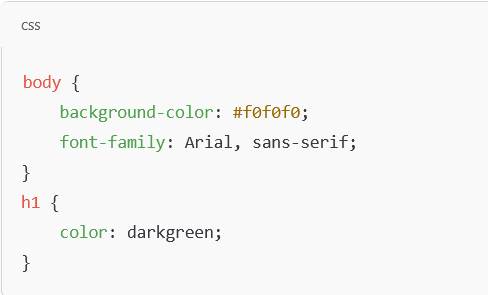 css
body {
    background-color: #f0f0f0;
    font-family: Arial, sans-serif;
}
h1 {
    color: darkgreen;
}